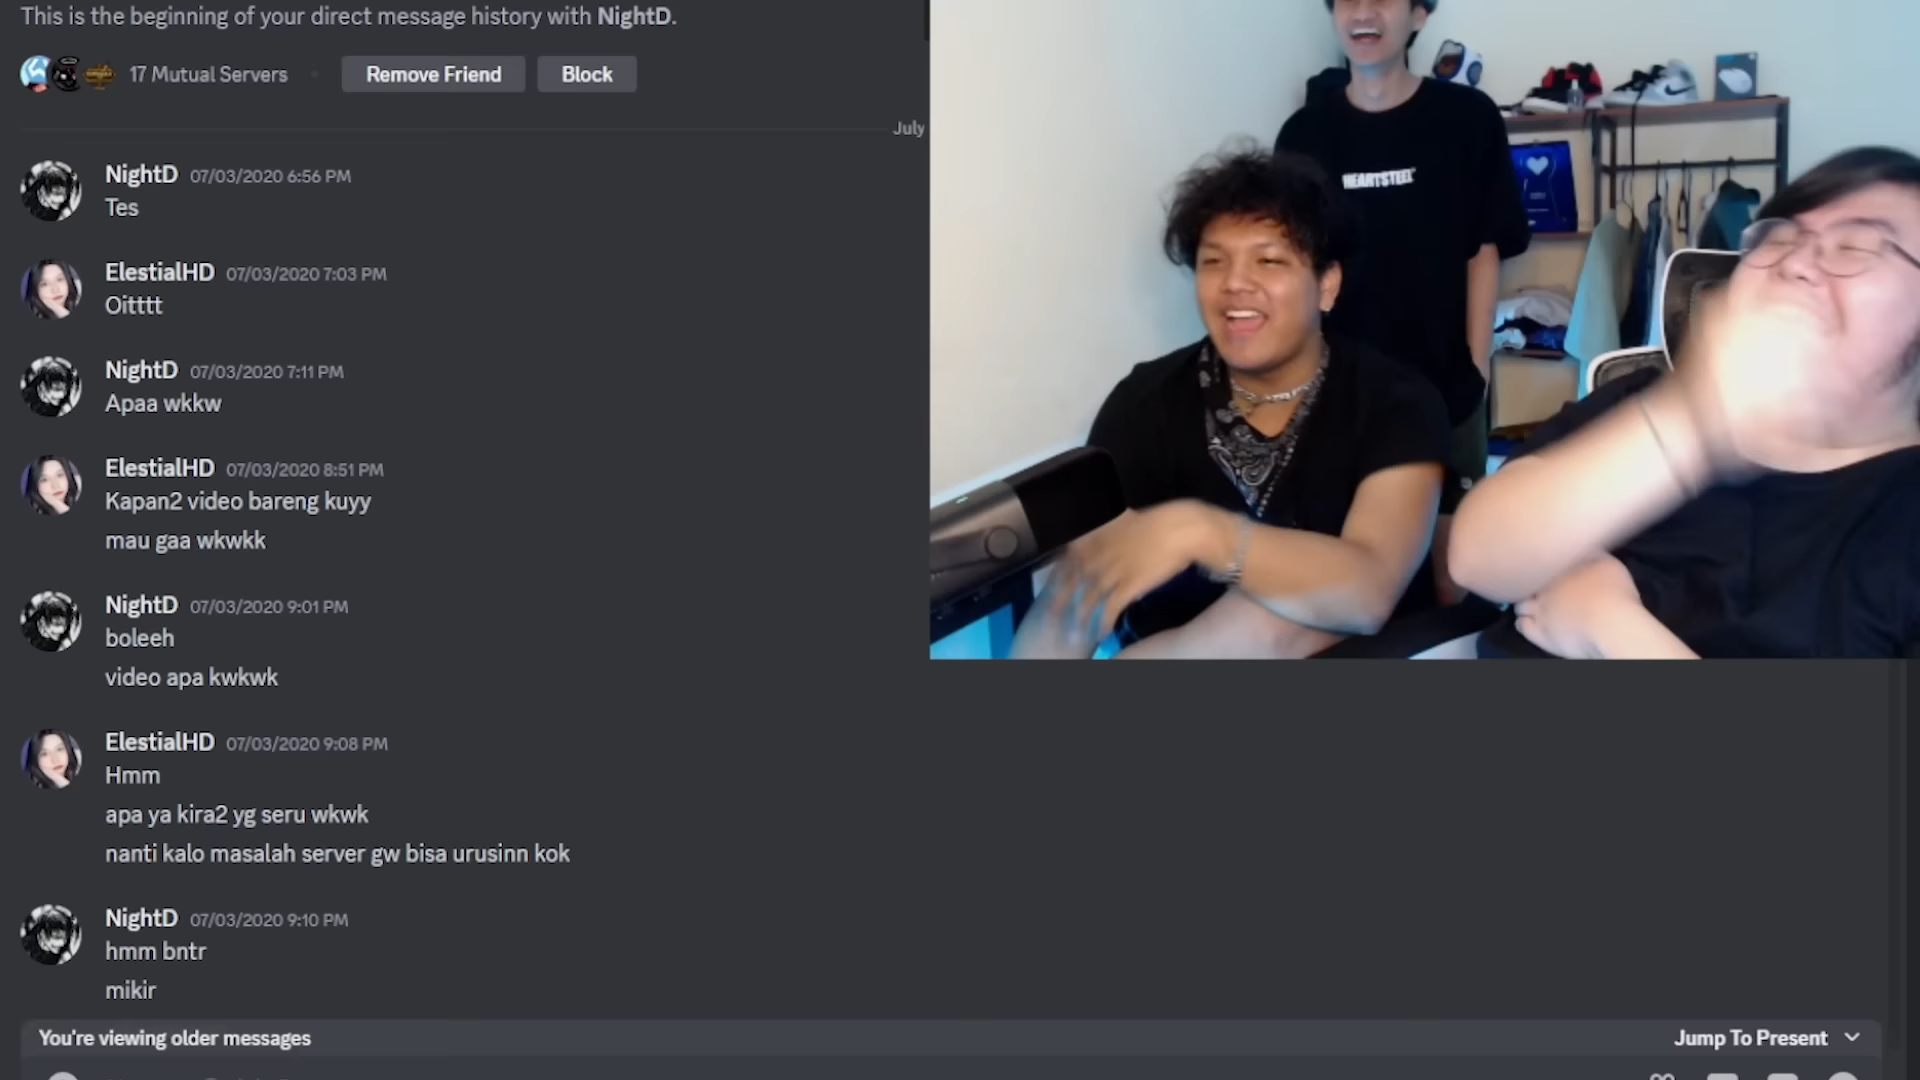 This is the beginning of your direct message history with NightD.
17 Mutual Servers
Remove Friend
Block
July
NightD 07/03/2020 6:56 PM
Tes
ElestialHD 07/03/2020 7:03 PM
Oitttt
NightD 07/03/2020 7:11 PM
Apaa wkkw
ElestialHD 07/03/2020 8:51 PM
Kapan2 video bareng kuyy
mau gaa wkwkk
NightD 07/03/2020 9:01 PM
boleeh
video apa kwkwk
ElestialHD 07/03/2020 9:08 PM
Hmm
apa ya kira2 yg seru wkwk
nanti kalo masalah server gw bisa urusinn kok
NightD 07/03/2020 9:10 PM
hmm bntr
mikir
You're viewing older messages
Jump To Present
HEARTSTEEL